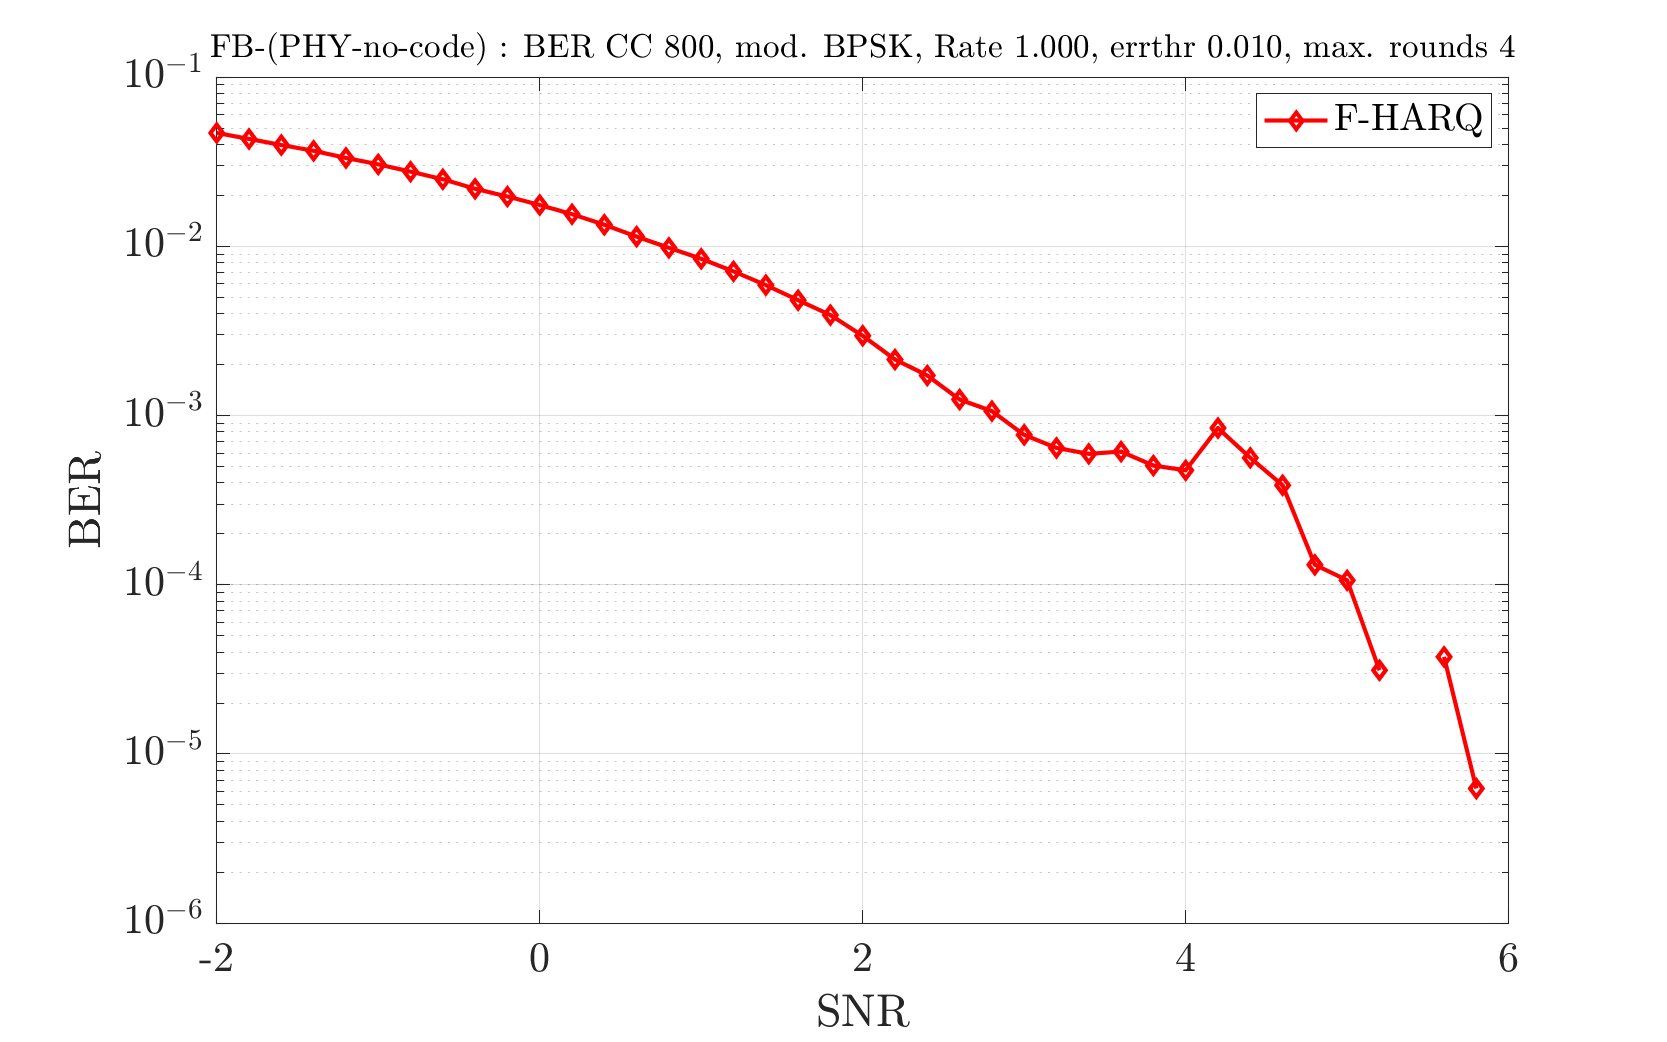 FB-(PHY-no-code) : BER CC 800, mod. BPSK, Rate 1.000, errthr 0.010, max. rounds 4
F-HARQ
10⁻¹
10⁻²
10⁻³
10⁻⁴
10⁻⁵
10⁻⁶
BER
-2 0 2 4 6
SNR